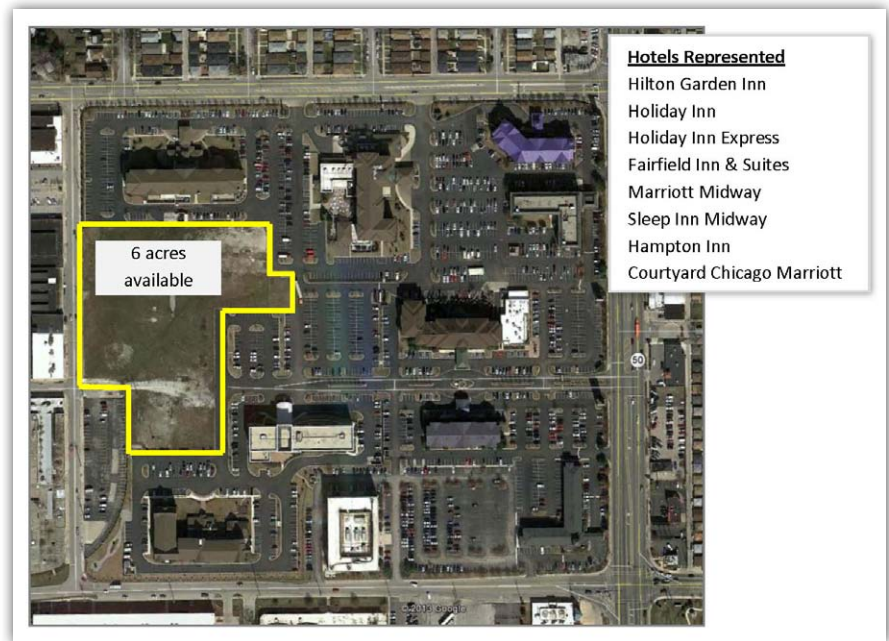 Hotels Represented
Hilton Garden Inn
Holiday Inn
Holiday Inn Express
Fairfield Inn & Suites
Marriott Midway
Sleep Inn Midway
Hampton Inn
Courtyard Chicago Marriott
6 acres
available
50
© 2013 Google